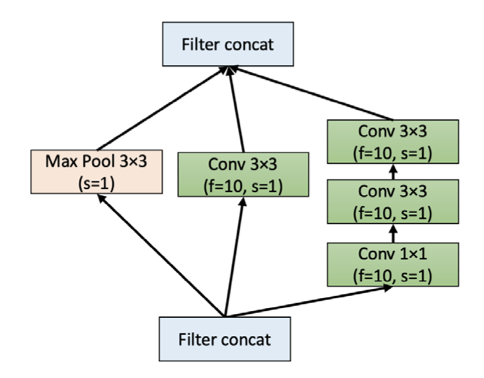 Filter concat
Max Pool 3×3
(s=1)
Conv 3×3
(f=10, s=1)
Conv 3×3
(f=10, s=1)
Conv 3×3
(f=10, s=1)
Conv 1×1
(f=10, s=1)
Filter concat